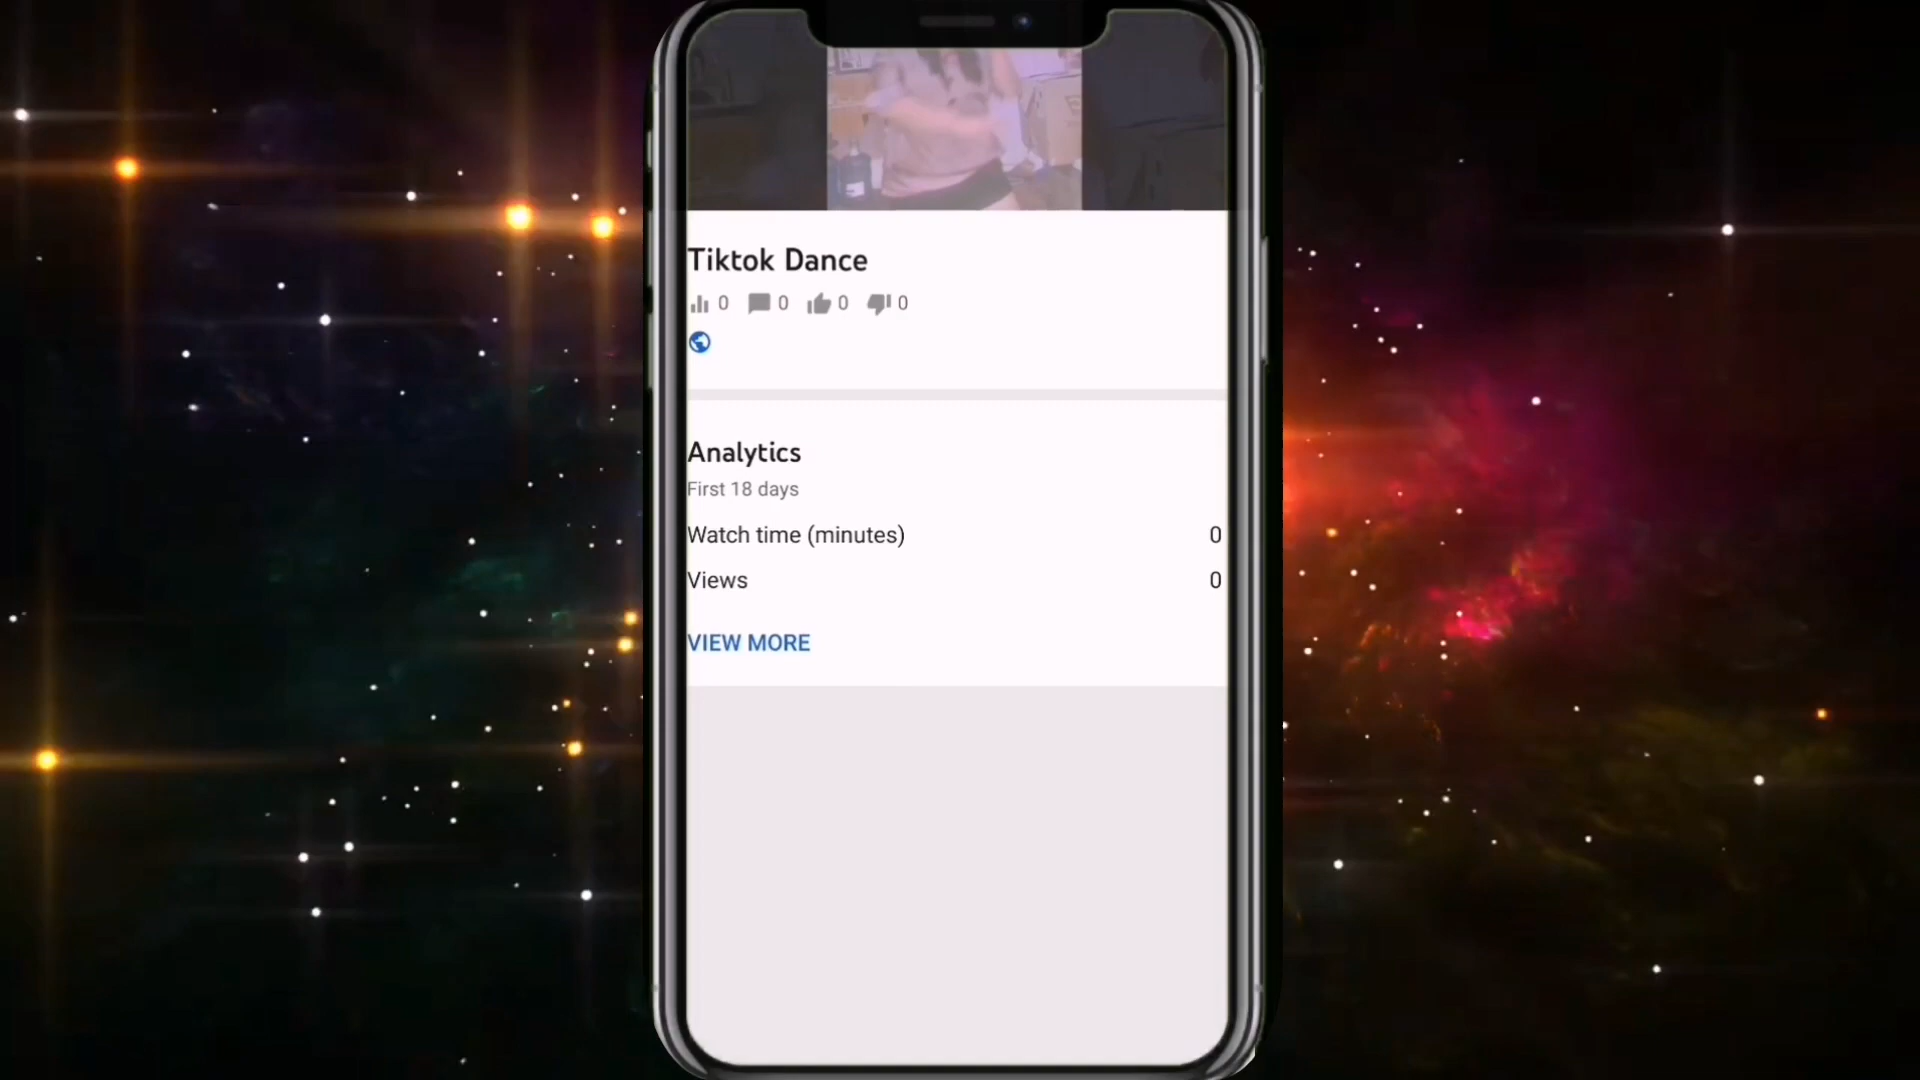 Tiktok Dance
0 0 0 0
Analytics
First 18 days
Watch time (minutes) 0
Views 0
VIEW MORE